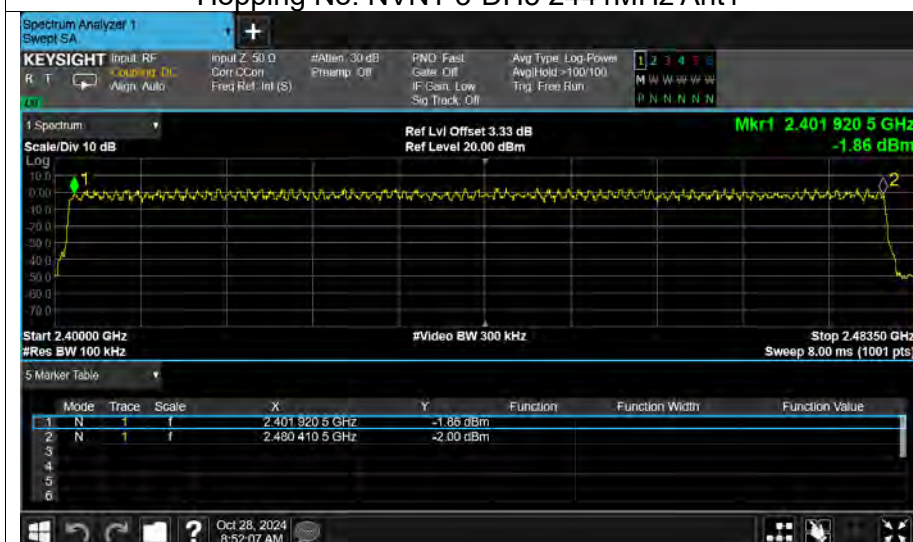 Hopping No. NVNT 3-DH5 2441MHz Ant1
Spectrum Analyzer 1
Swept SA
+
KEYSIGHT Input: RF Input Z: 50 Ω #Atten: 30 dB PNO: Fast Avg Type: Log-Power 1 2 3 4 5 6
R T Coupling: DC Corr CCorr Preamp: Off Gate: Off Avg|Hold: >100/100 M W W W W W
Align: Auto Freq Ref: Int (S) IF Gain: Low Trig: Free Run
Sig Track: Off P N N N N N
1 Spectrum Ref Lvl Offset 3.33 dB Mkr1 2.401 920 5 GHz
Scale/Div 10 dB Ref Level 20.00 dBm -1.86 dBm
Log
10.0
0.00
-10.0
-20.0
-30.0
-40.0
-50.0
-60.0
-70.0
1
2
Start 2.40000 GHz #Video BW 300 kHz Stop 2.48350 GHz
#Res BW 100 kHz Sweep 8.00 ms (1001 pts)
5 Marker Table
Mode Trace Scale X Y Function Function Width Function Value
1 N 1 f 2.401 920 5 GHz -1.86 dBm
2 N 1 f 2.480 410 5 GHz -2.00 dBm
3
4
5
6
? Oct 28, 2024
8:52:07 AM